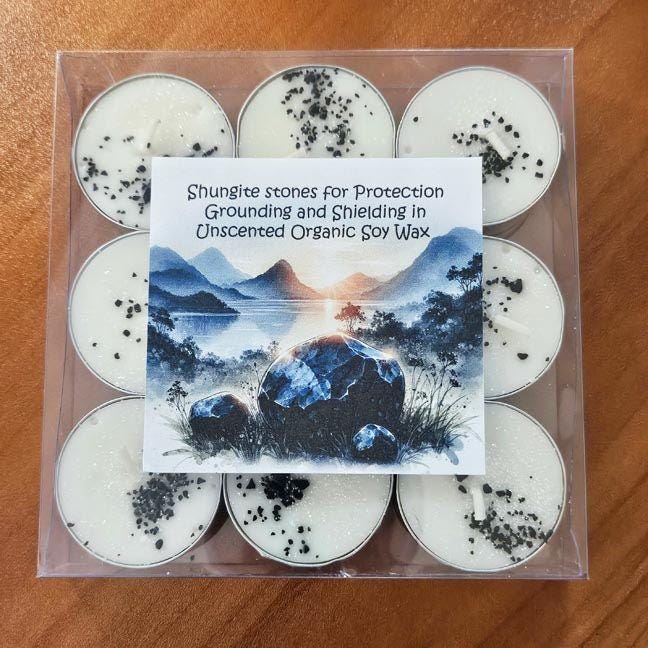 Shungite stones for Protection
Grounding and Shielding in
Unscented Organic Soy Wax